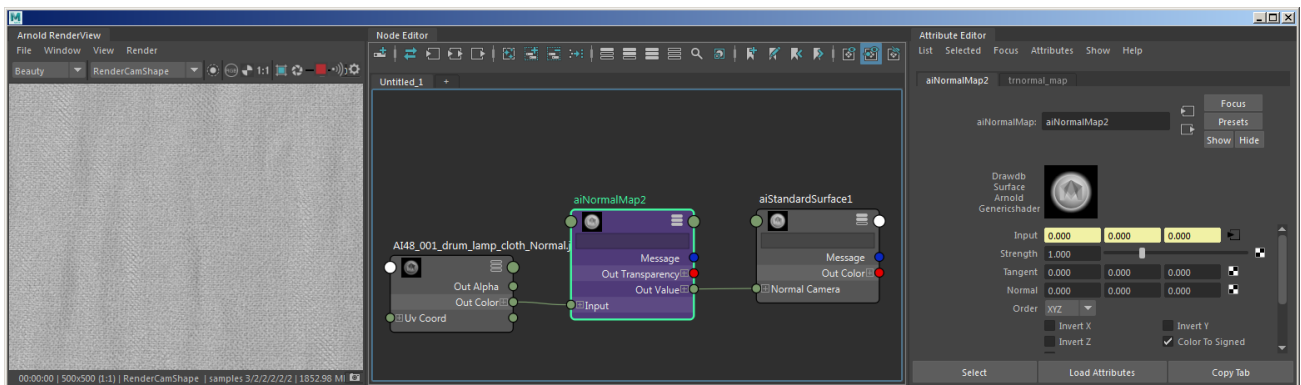 Arnold RenderView
File Window View Render
Beauty
RenderCamShape
1:1
00:00:00 | 500x500 (1:1) | RenderCamShape | samples 3/2/2/2/2/2 | 1852.98 MI
Node Editor
Untitled_1 +
AI48_001_drum_lamp_cloth_Normal.j
Out Alpha
Out Color
Uv Coord
aiNormalMap2
Message
Out Transparency
Out Value
Input
aiStandardSurface1
Message
Out Color
Normal Camera
Attribute Editor
List Selected Focus Attributes Show Help
aiNormalMap2 trnormal_map
aiNormalMap: aiNormalMap2
Focus
Presets
Show Hide
Drawdb
Surface
Arnold
Genericshader
Input 0.000 0.000 0.000
Strength 1.000
Tangent 0.000 0.000 0.000
Normal 0.000 0.000 0.000
Order XYZ
Invert X Invert Y
Invert Z Color To Signed
Select Load Attributes Copy Tab